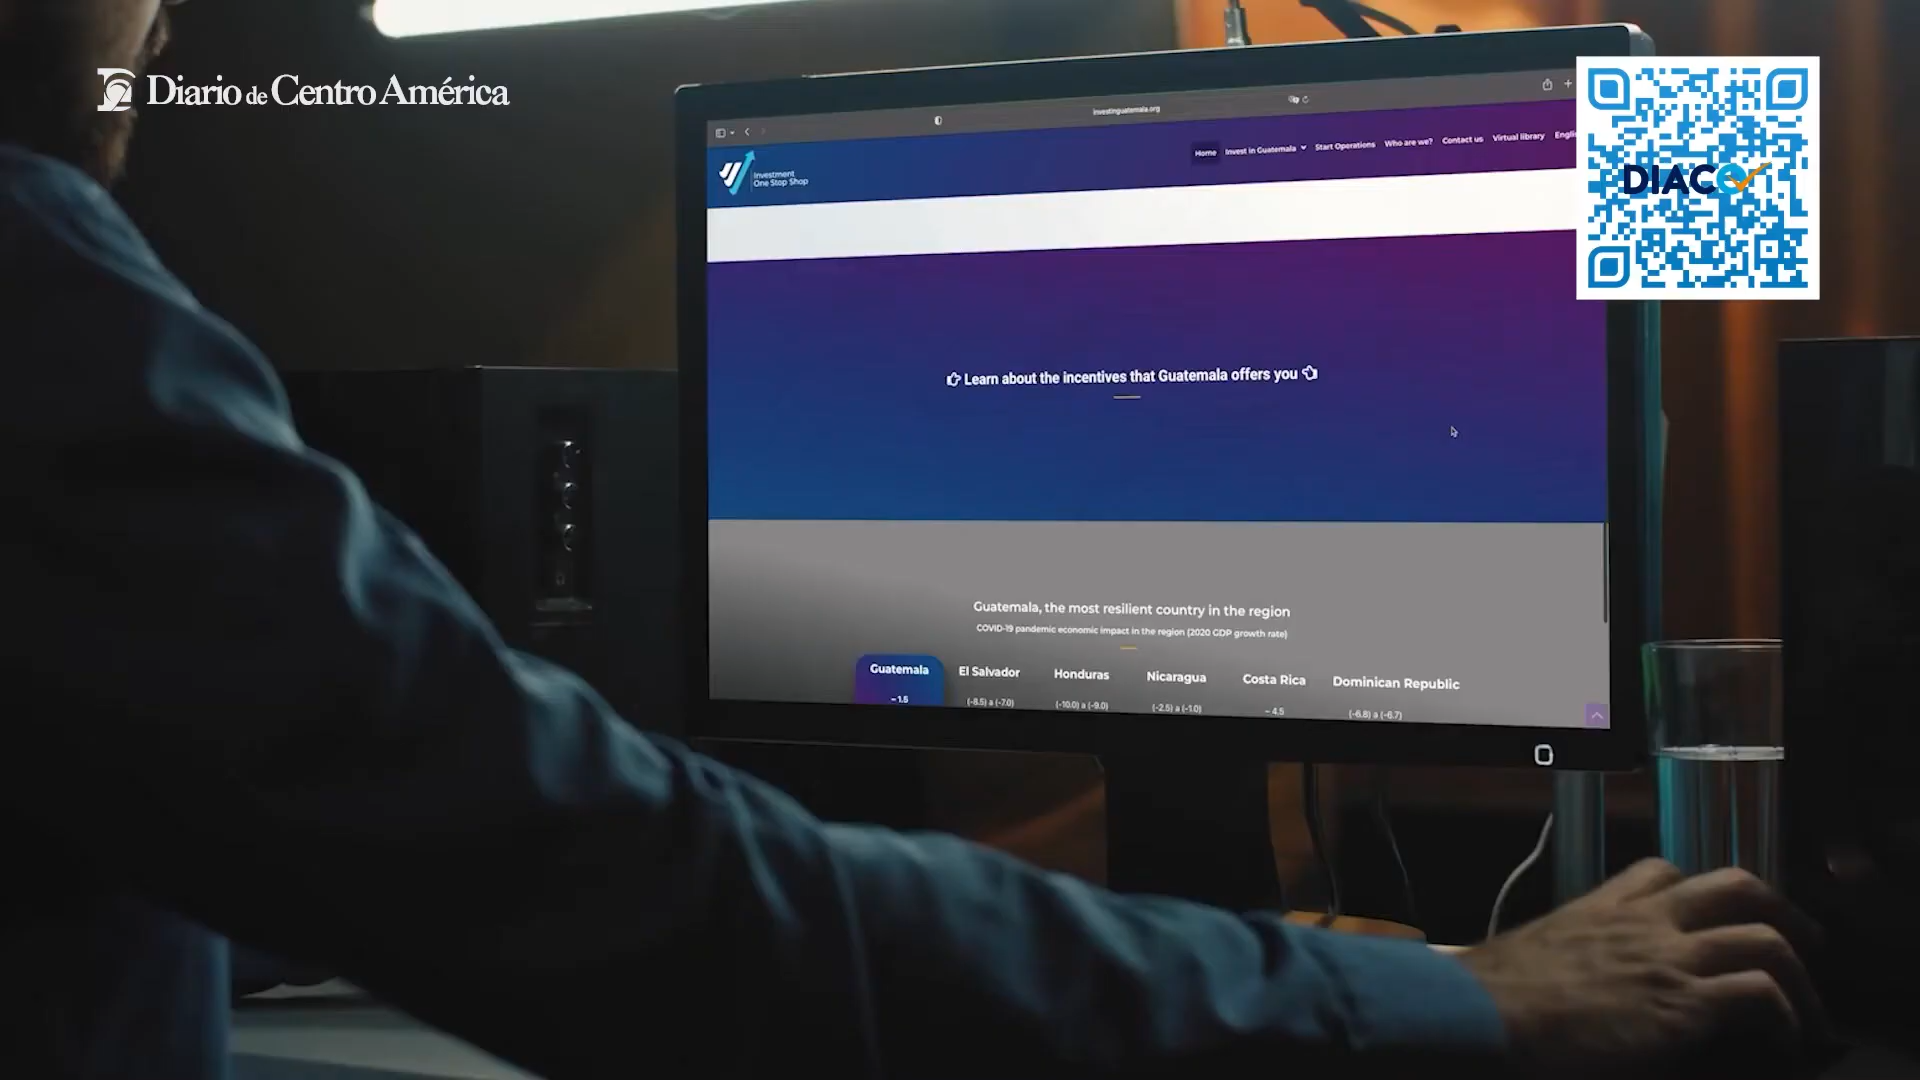 Diario de Centro América
investinguatemala.org
Investment
One Stop Shop
Home Invest in Guatemala Start Operations Who are we? Contact us Virtual library
DIACO
Learn about the incentives that Guatemala offers you
Guatemala, the most resilient country in the region
COVID-19 pandemic economic impact in the region (2020 GDP growth rate)
Guatemala El Salvador Honduras Nicaragua Costa Rica Dominican Republic
-1.5 (-8.5) a (-7.0) (-10.0) a (-9.0) (-2.5) a (-1.0) -4.5 (-6.8) a (-6.7)